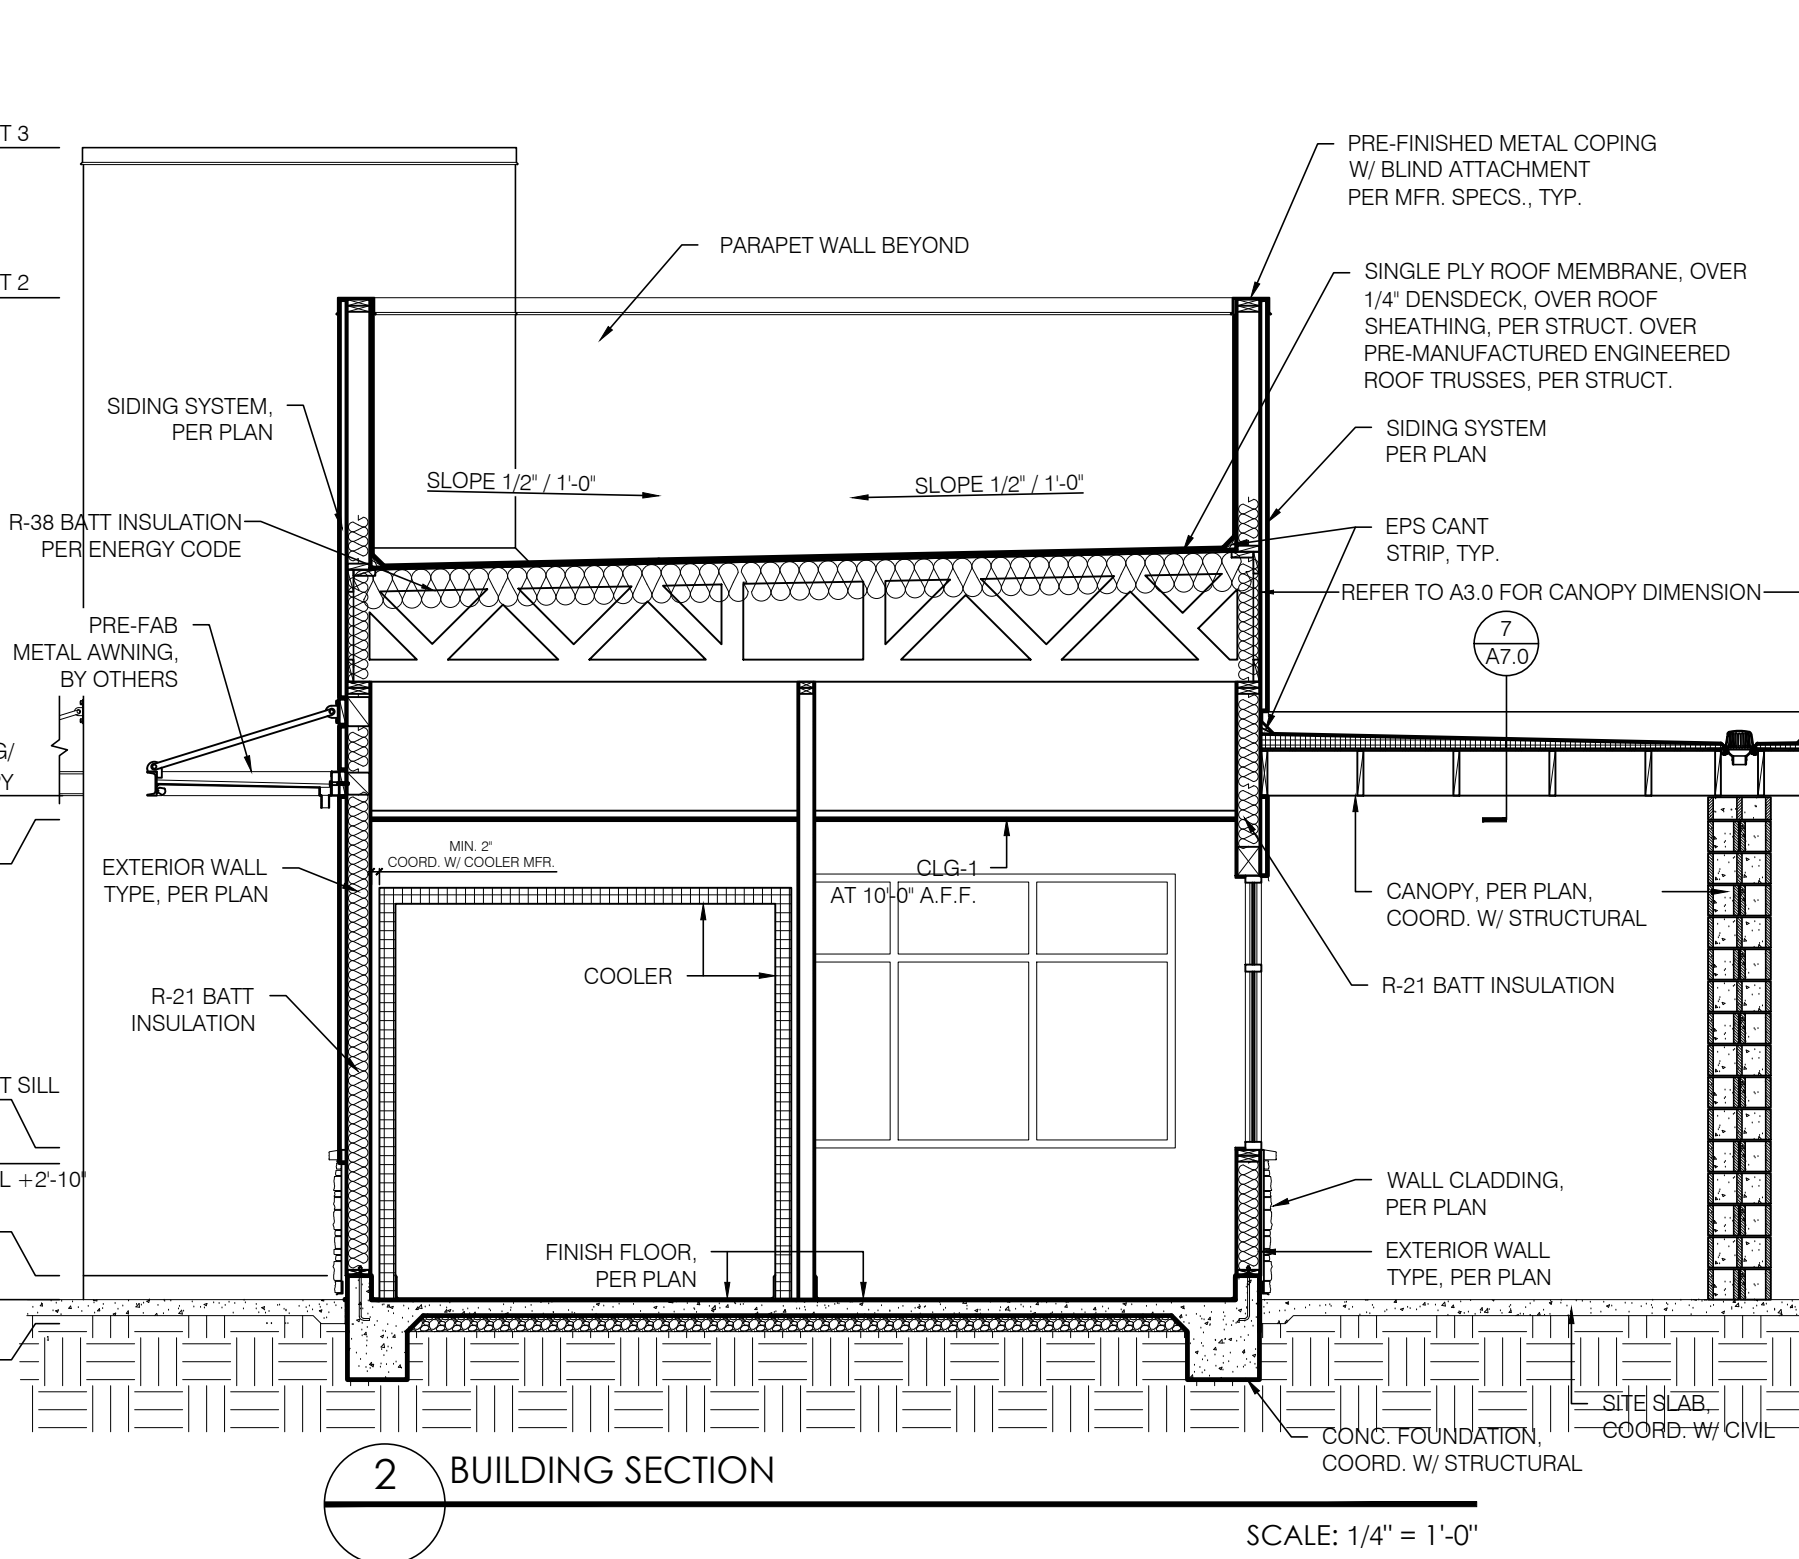 T 3
PRE-FINISHED METAL COPING
W/ BLIND ATTACHMENT
PER MFR. SPECS., TYP.
PARAPET WALL BEYOND
T 2
SINGLE PLY ROOF MEMBRANE, OVER
1/4" DENSDECK, OVER ROOF
SHEATHING, PER STRUCT. OVER
PRE-MANUFACTURED ENGINEERED
ROOF TRUSSES, PER STRUCT.
SIDING SYSTEM,
PER PLAN
SIDING SYSTEM
PER PLAN
SLOPE 1/2" / 1'-0"
SLOPE 1/2" / 1'-0"
R-38 BATT INSULATION
PER ENERGY CODE
EPS CANT
STRIP, TYP.
REFER TO A3.0 FOR CANOPY DIMENSION
PRE-FAB
METAL AWNING,
BY OTHERS
7
A7.0
G/
PY
MIN. 2"
COORD. W/ COOLER MFR.
CLG-1
AT 10'-0" A.F.F.
EXTERIOR WALL
TYPE, PER PLAN
CANOPY, PER PLAN,
COORD. W/ STRUCTURAL
COOLER
R-21 BATT INSULATION
R-21 BATT
INSULATION
T SILL
L +2'-10"
WALL CLADDING,
PER PLAN
FINISH FLOOR,
PER PLAN
EXTERIOR WALL
TYPE, PER PLAN
SITE SLAB,
COORD. W/ CIVIL
CONC. FOUNDATION,
COORD. W/ STRUCTURAL
2
BUILDING SECTION
SCALE: 1/4" = 1'-0"